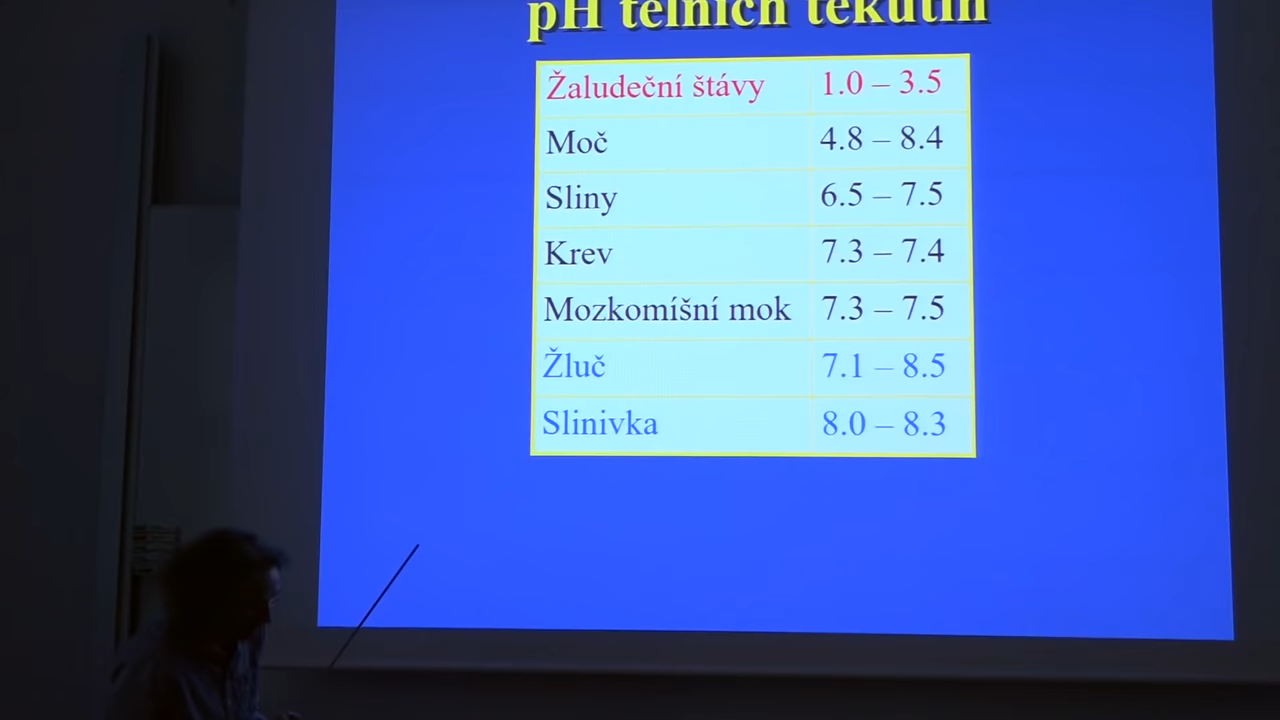 pH tělních tekutin
Žaludeční štávy 1.0 – 3.5
Moč 4.8 – 8.4
Sliny 6.5 – 7.5
Krev 7.3 – 7.4
Mozkomíšní mok 7.3 – 7.5
Žluč 7.1 – 8.5
Slinivka 8.0 – 8.3